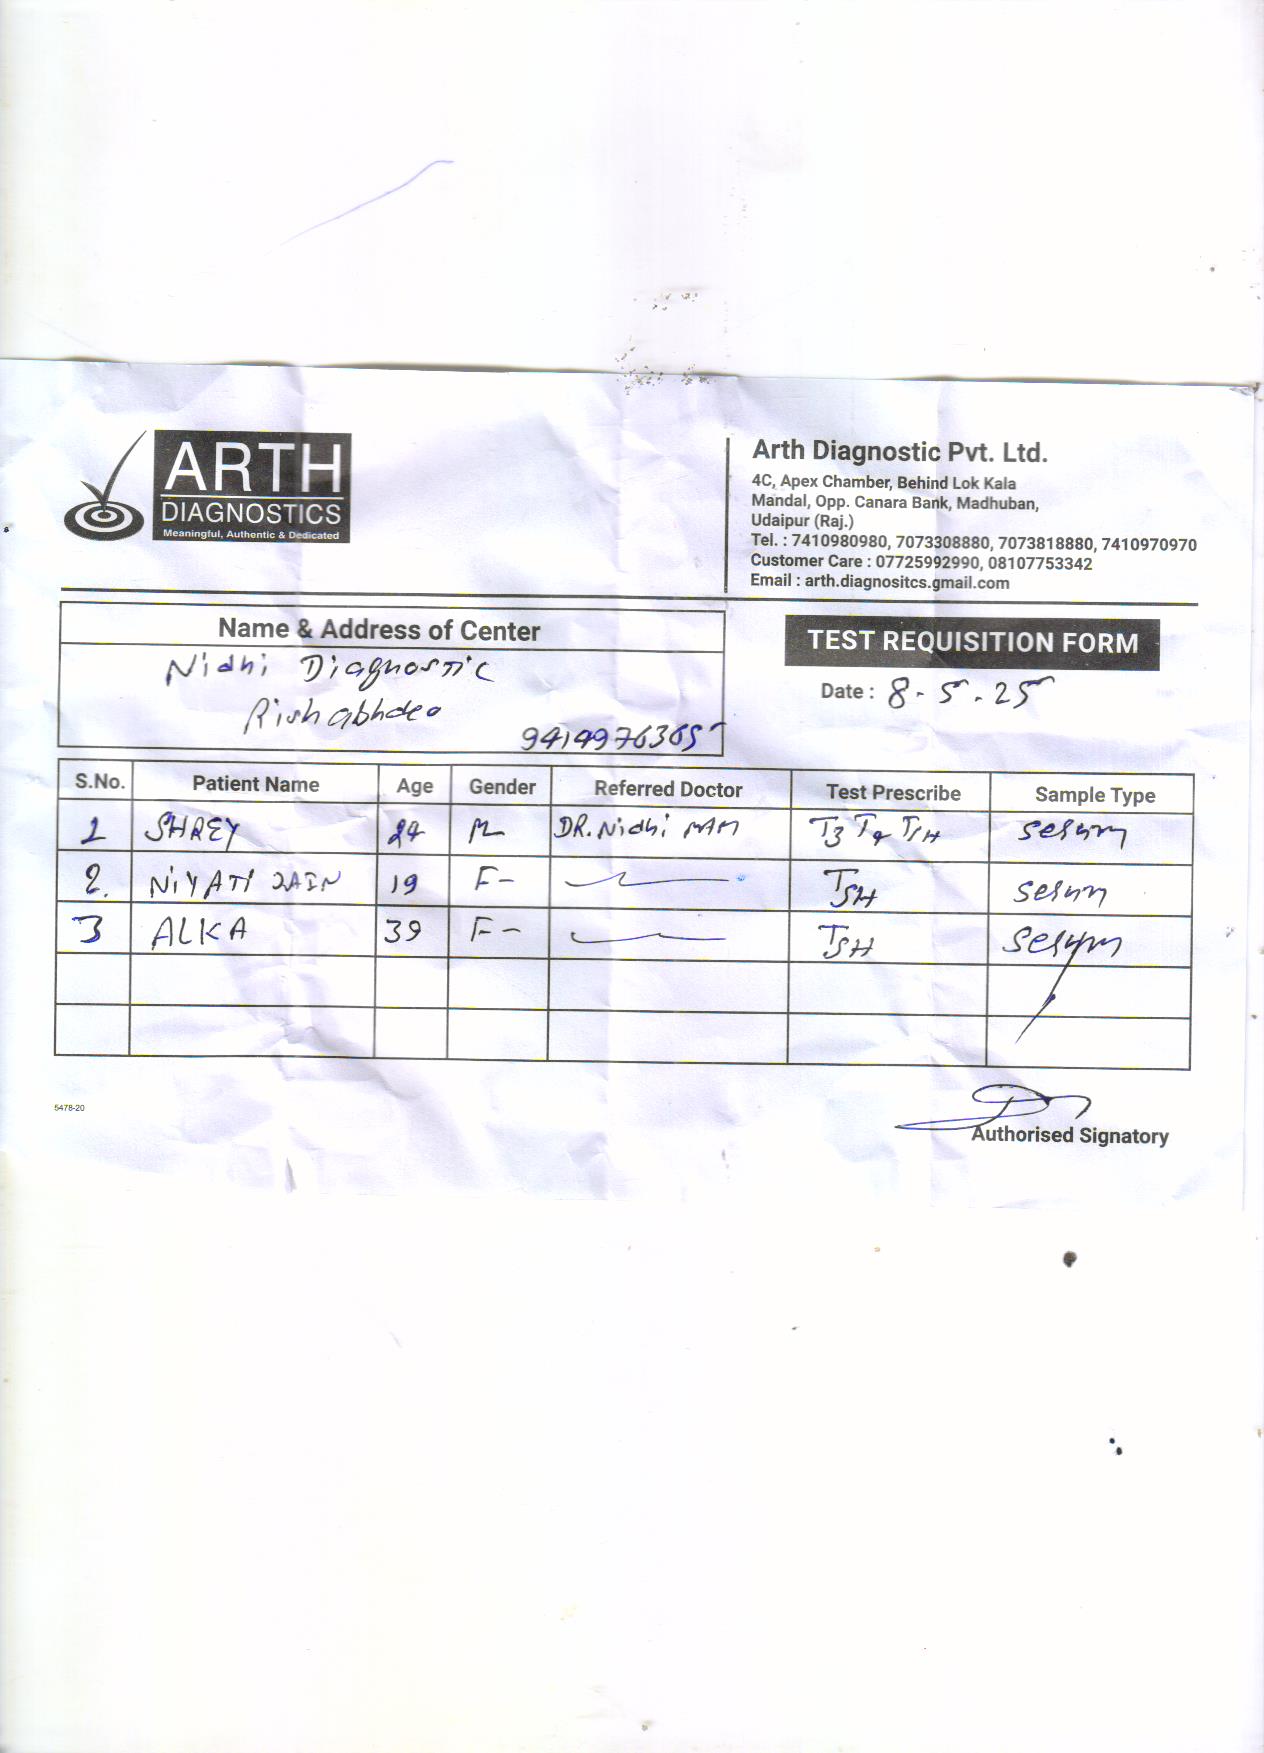 ARTH
DIAGNOSTICS
Meaningful, Authentic & Dedicated
Arth Diagnostic Pvt. Ltd.
4C, Apex Chamber, Behind Lok Kala
Mandal, Opp. Canara Bank, Madhuban,
Udaipur (Raj.)
Tel. : 7410980980, 7073308880, 7073818880, 7410970970
Customer Care : 07725992990, 08107753342
Email : arth.diagnositcs.gmail.com
Name & Address of Center
Nidhi Diagnostic
Rishabhdeo
9414976365
TEST REQUISITION FORM
Date : 8-5-25
S.No. Patient Name Age Gender Referred Doctor Test Prescribe Sample Type
1 SHREY 24 M DR. Nidhi MAM T3 T4 TSH serum
2. NiYATi JAIN 19 F- TSH serum
3 ALKA 39 F- TSH serum
5478-20
Authorised Signatory